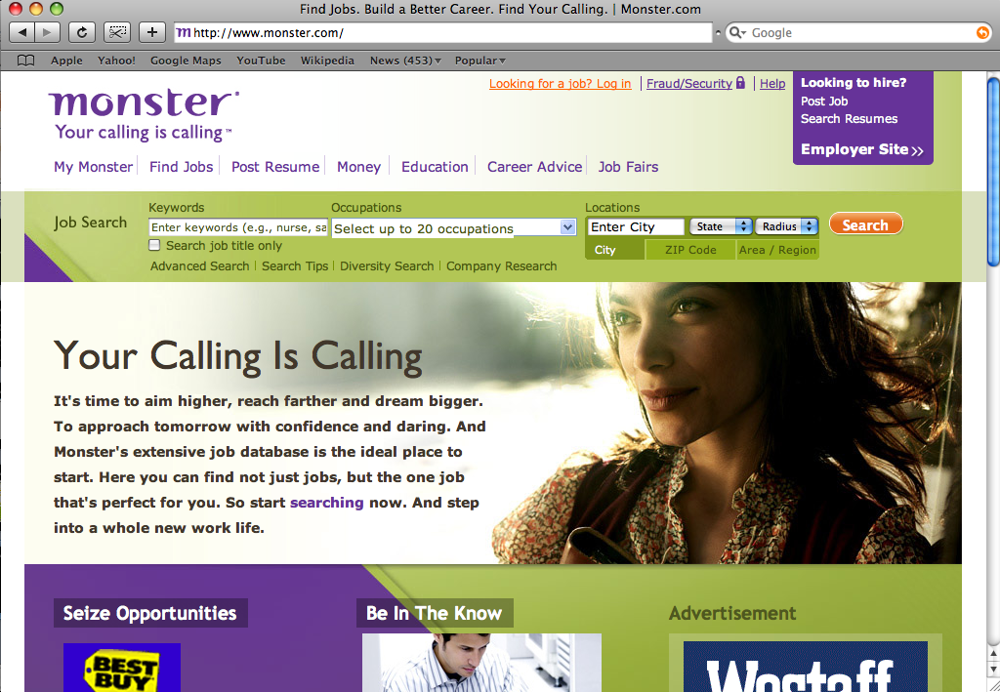 Find Jobs. Build a Better Career. Find Your Calling. | Monster.com
http://www.monster.com/
Google
Apple Yahoo! Google Maps YouTube Wikipedia News (453) Popular
Looking for a job? Log in | Fraud/Security | Help
Looking to hire?
Post Job
Search Resumes
Employer Site >>
monster
Your calling is calling™
My Monster | Find Jobs | Post Resume | Money | Education | Career Advice | Job Fairs
Job Search
Keywords Occupations Locations
Enter keywords (e.g., nurse, sa Select up to 20 occupations Enter City State Radius Search
Search job title only
City ZIP Code Area / Region
Advanced Search | Search Tips | Diversity Search | Company Research
Your Calling Is Calling
It's time to aim higher, reach farther and dream bigger.
To approach tomorrow with confidence and daring. And
Monster's extensive job database is the ideal place to
start. Here you can find not just jobs, but the one job
that's perfect for you. So start searching now. And step
into a whole new work life.
Seize Opportunities Be In The Know Advertisement
BEST
BUY
Westaff